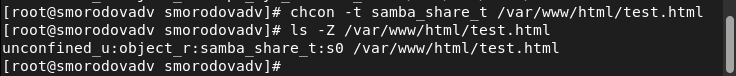 [root@smorodovadv smorodovadv]# chcon -t samba_share_t /var/www/html/test.html
[root@smorodovadv smorodovadv]# ls -Z /var/www/html/test.html
unconfined_u:object_r:samba_share_t:s0 /var/www/html/test.html
[root@smorodovadv smorodovadv]#